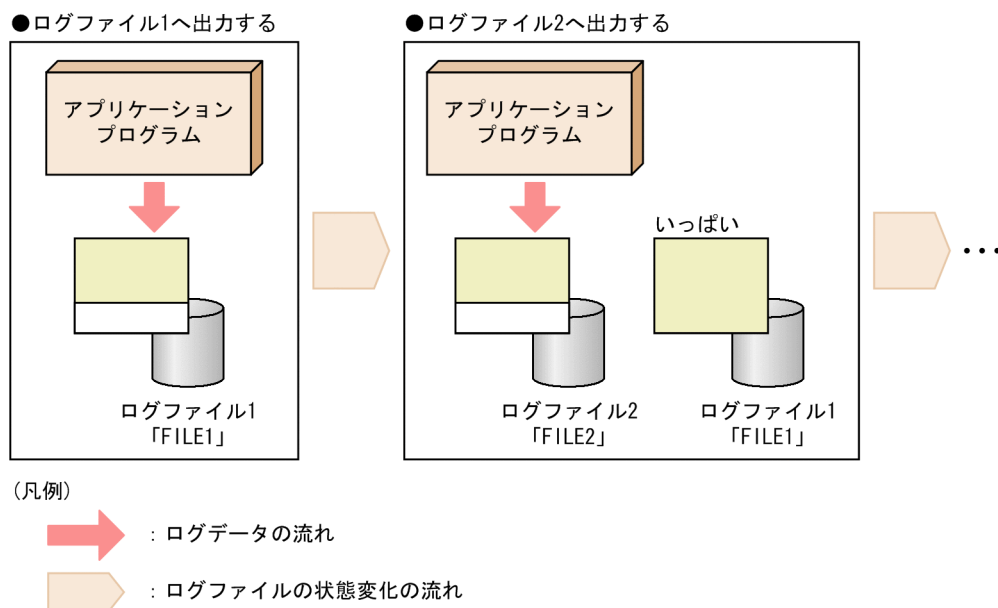 ●ログファイル1へ出力する
アプリケーション
プログラム
ログファイル1
「FILE1」
●ログファイル2へ出力する
アプリケーション
プログラム
いっぱい
ログファイル2
「FILE2」
ログファイル1
「FILE1」
･･･
(凡例)
：ログデータの流れ
：ログファイルの状態変化の流れ